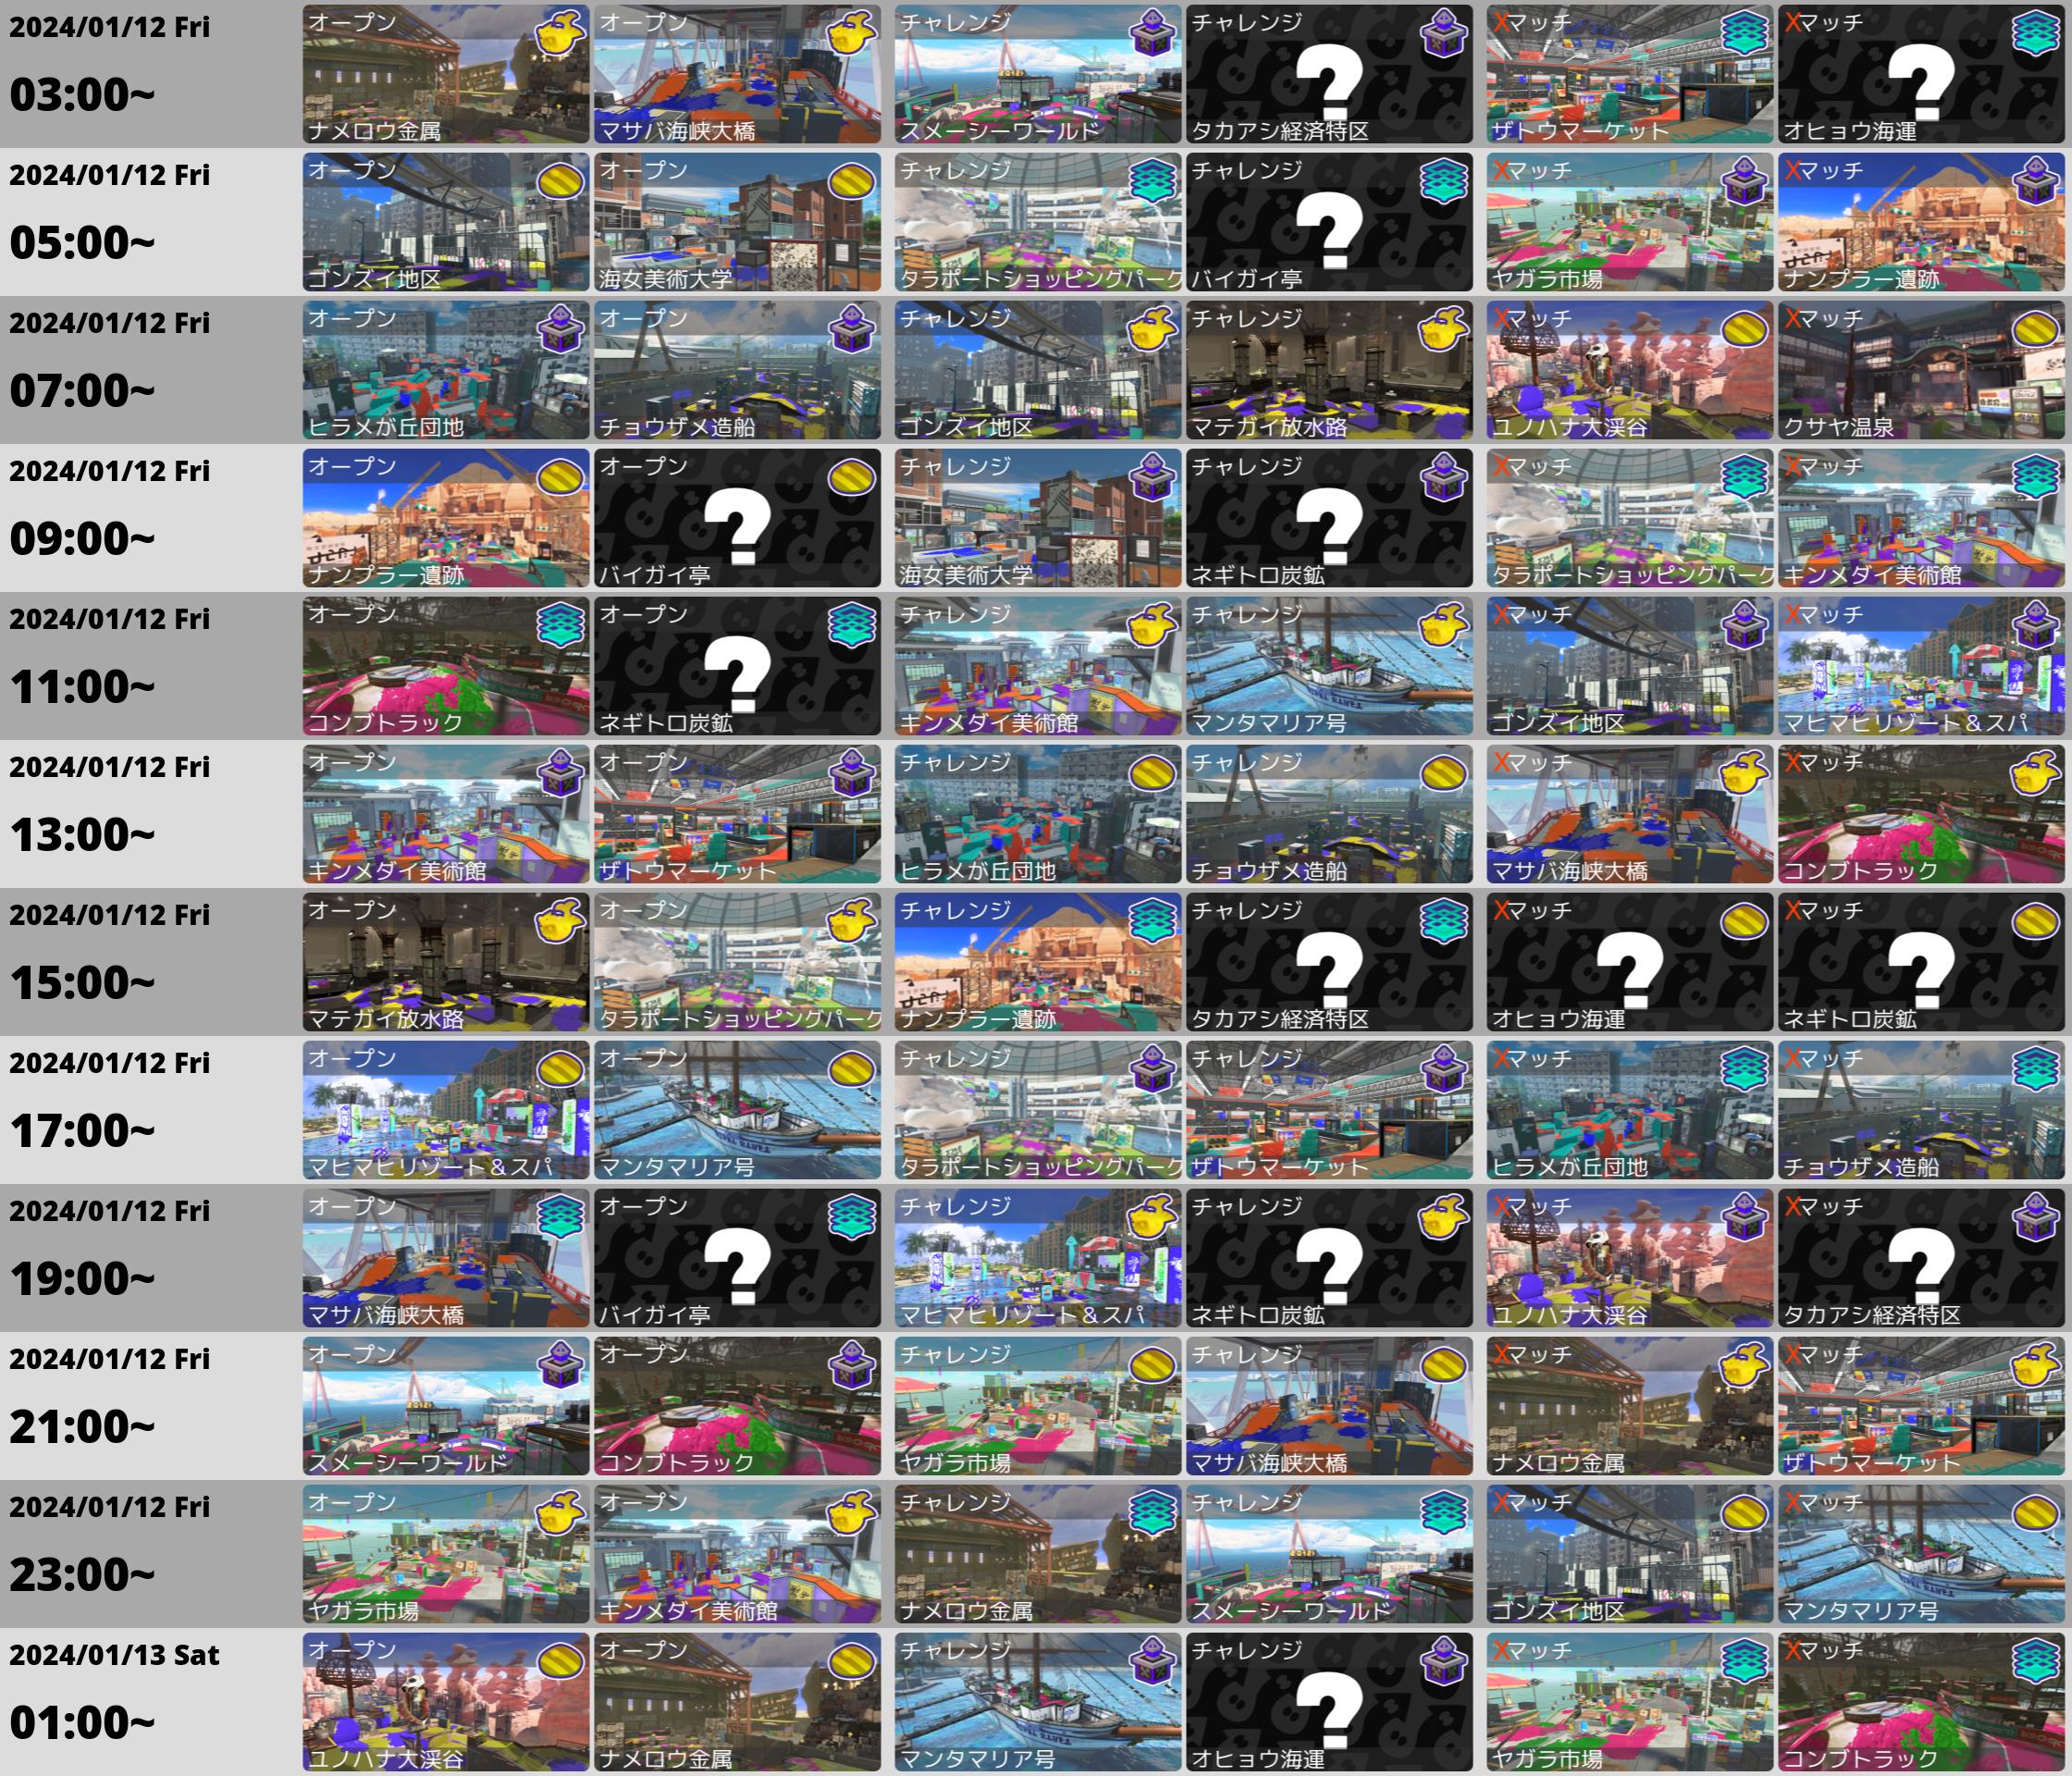 2024/01/12 Fri
03:00~
オープン
ナメロウ金属
オープン
マサバ海峡大橋
チャレンジ
スメーシーワールド
チャレンジ
タカアシ経済特区
Xマッチ
ザトウマーケット
Xマッチ
オヒョウ海運
2024/01/12 Fri
05:00~
オープン
ゴンズイ地区
オープン
海女美術大学
チャレンジ
タラポートショッピングパーク
チャレンジ
バイガイ亭
Xマッチ
ヤガラ市場
Xマッチ
ナンプラー遺跡
2024/01/12 Fri
07:00~
オープン
ヒラメが丘団地
オープン
チョウザメ造船
チャレンジ
ゴンズイ地区
チャレンジ
マテガイ放水路
Xマッチ
ユノハナ大渓谷
Xマッチ
クサヤ温泉
2024/01/12 Fri
09:00~
オープン
ナンプラー遺跡
オープン
バイガイ亭
チャレンジ
海女美術大学
チャレンジ
ネギトロ炭鉱
Xマッチ
タラポートショッピングパーク
Xマッチ
キンメダイ美術館
2024/01/12 Fri
11:00~
オープン
コンブトラック
オープン
ネギトロ炭鉱
チャレンジ
キンメダイ美術館
チャレンジ
マンタマリア号
Xマッチ
ゴンズイ地区
Xマッチ
マヒマヒリゾート＆スパ
2024/01/12 Fri
13:00~
オープン
キンメダイ美術館
オープン
ザトウマーケット
チャレンジ
ヒラメが丘団地
チャレンジ
チョウザメ造船
Xマッチ
マサバ海峡大橋
Xマッチ
コンブトラック
2024/01/12 Fri
15:00~
オープン
マテガイ放水路
オープン
タラポートショッピングパーク
チャレンジ
ナンプラー遺跡
チャレンジ
タカアシ経済特区
Xマッチ
オヒョウ海運
Xマッチ
ネギトロ炭鉱
2024/01/12 Fri
17:00~
オープン
マヒマヒリゾート＆スパ
オープン
マンタマリア号
チャレンジ
タラポートショッピングパーク
チャレンジ
ザトウマーケット
Xマッチ
ヒラメが丘団地
Xマッチ
チョウザメ造船
2024/01/12 Fri
19:00~
オープン
マサバ海峡大橋
オープン
バイガイ亭
チャレンジ
マヒマヒリゾート＆スパ
チャレンジ
ネギトロ炭鉱
Xマッチ
ユノハナ大渓谷
Xマッチ
タカアシ経済特区
2024/01/12 Fri
21:00~
オープン
スメーシーワールド
オープン
コンブトラック
チャレンジ
ヤガラ市場
チャレンジ
マサバ海峡大橋
Xマッチ
ナメロウ金属
Xマッチ
ザトウマーケット
2024/01/12 Fri
23:00~
オープン
ヤガラ市場
オープン
キンメダイ美術館
チャレンジ
ナメロウ金属
チャレンジ
スメーシーワールド
Xマッチ
ゴンズイ地区
Xマッチ
マンタマリア号
2024/01/13 Sat
01:00~
オープン
ユノハナ大渓谷
オープン
ナメロウ金属
チャレンジ
マンタマリア号
チャレンジ
オヒョウ海運
Xマッチ
ヤガラ市場
Xマッチ
コンブトラック